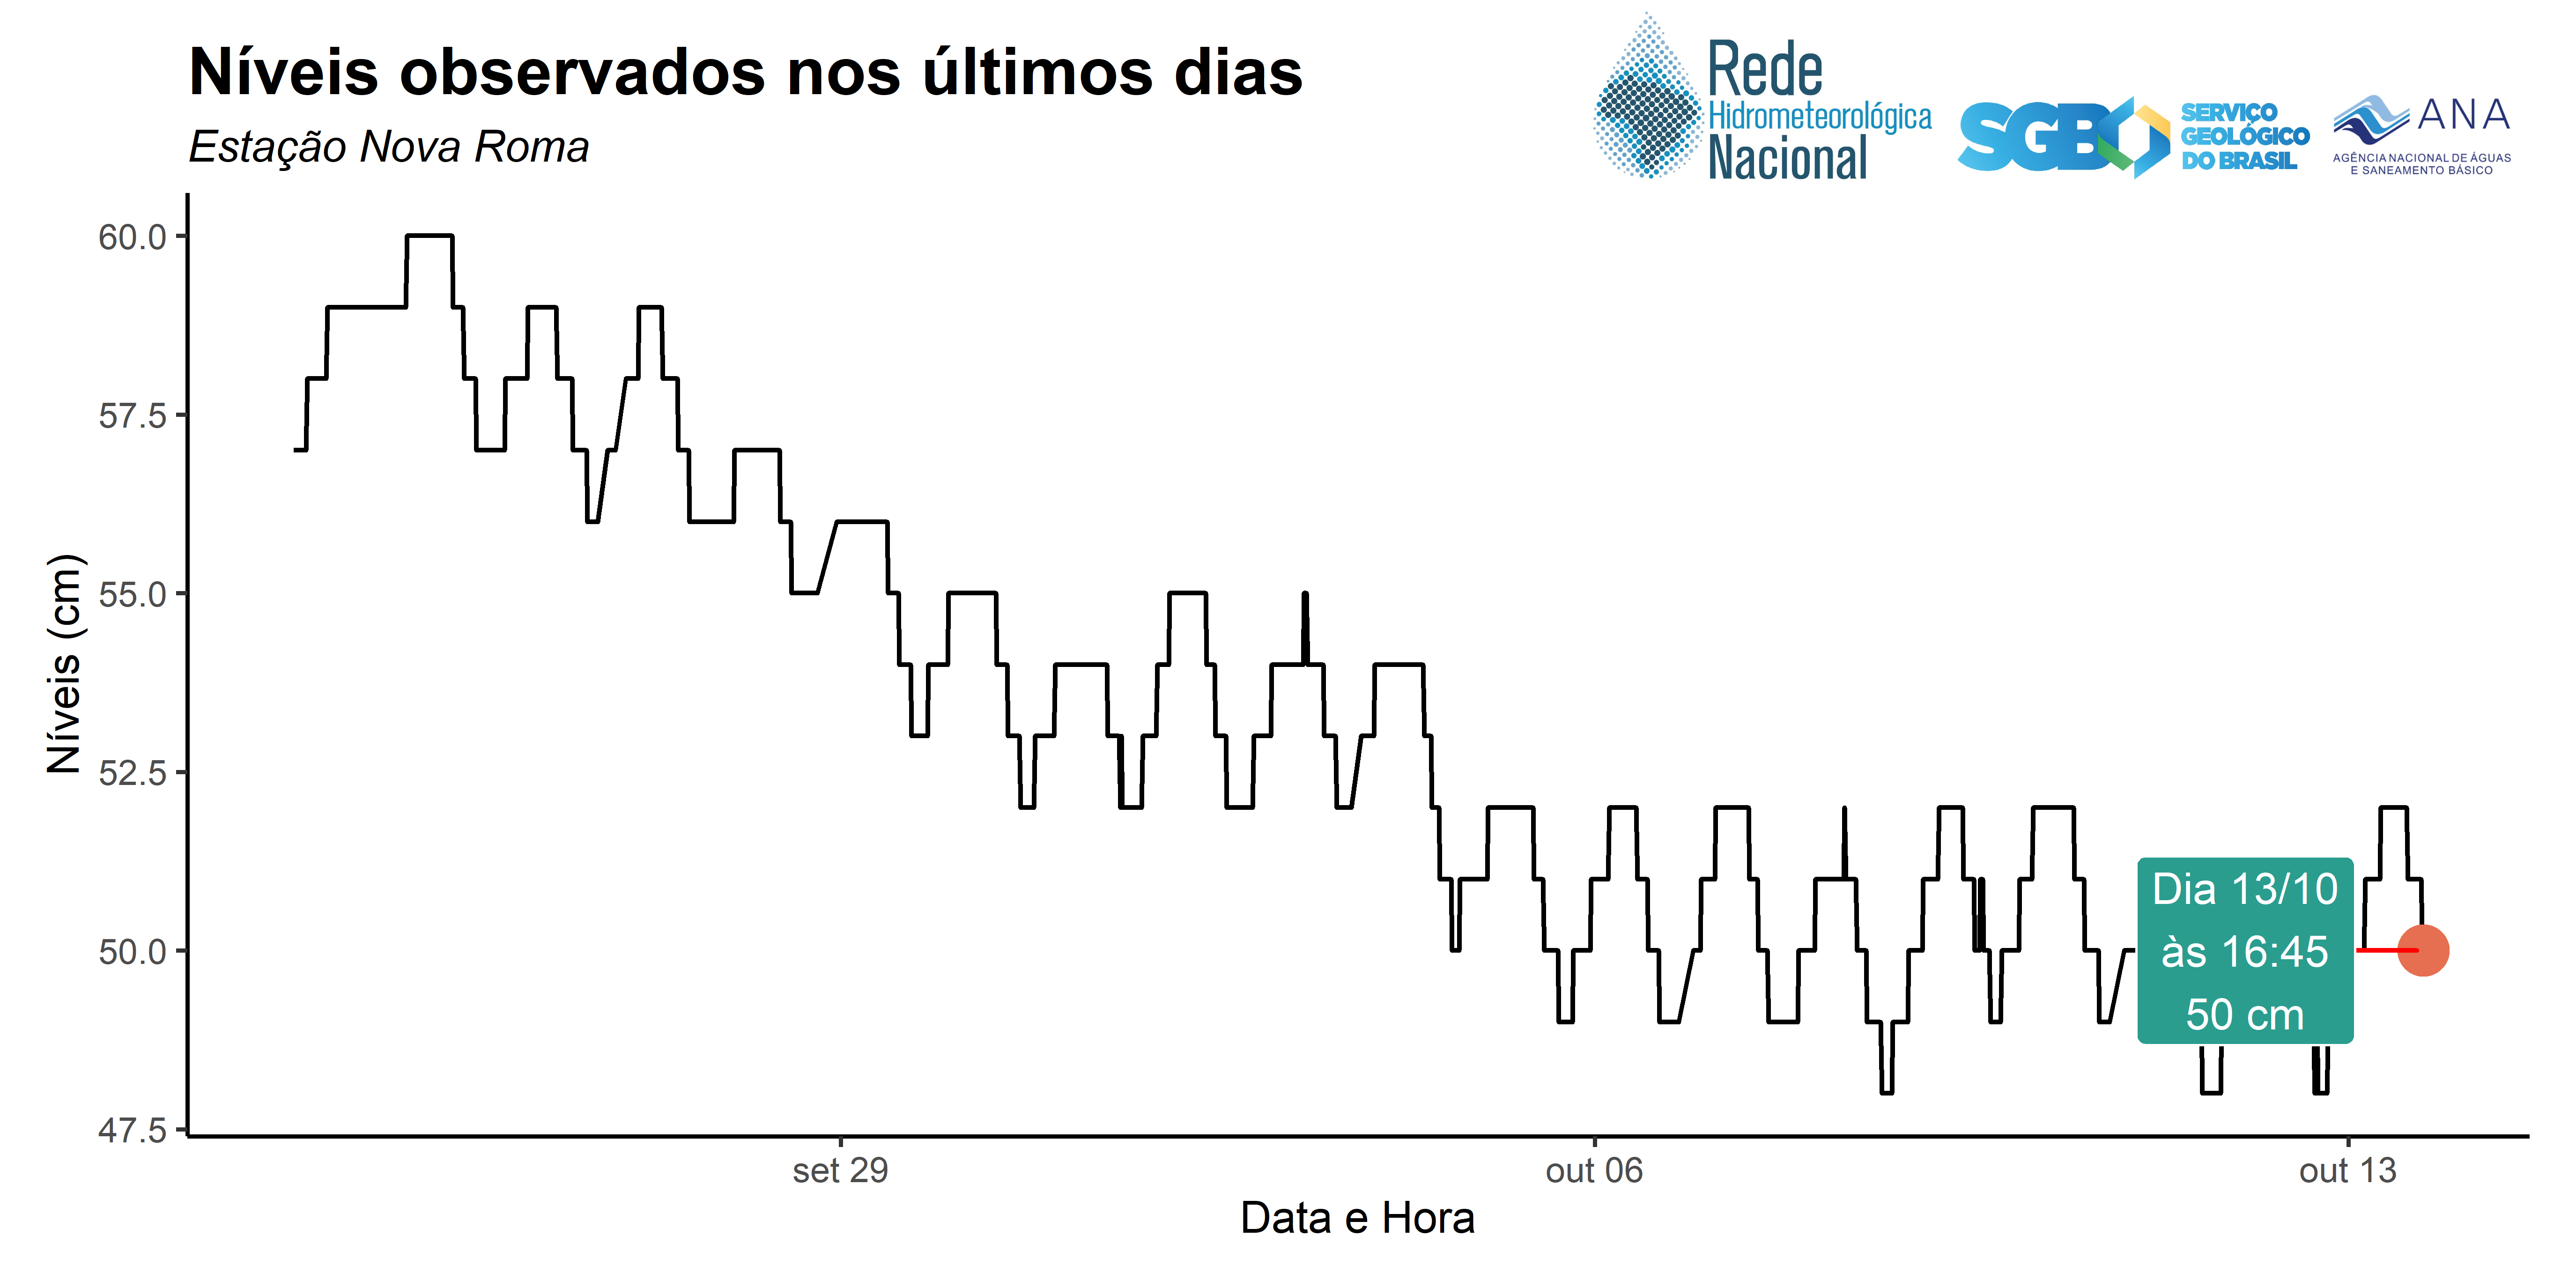 Níveis observados nos últimos dias
Estação Nova Roma
Rede
Hidrometeorológica
Nacional
SGB
SERVIÇO
GEOLÓGICO
DO BRASIL
ANA
AGÊNCIA NACIONAL DE ÁGUAS
E SANEAMENTO BÁSICO
Níveis (cm)
60.0
57.5
55.0
52.5
50.0
47.5
Dia 13/10
às 16:45
50 cm
set 29
out 06
out 13
Data e Hora